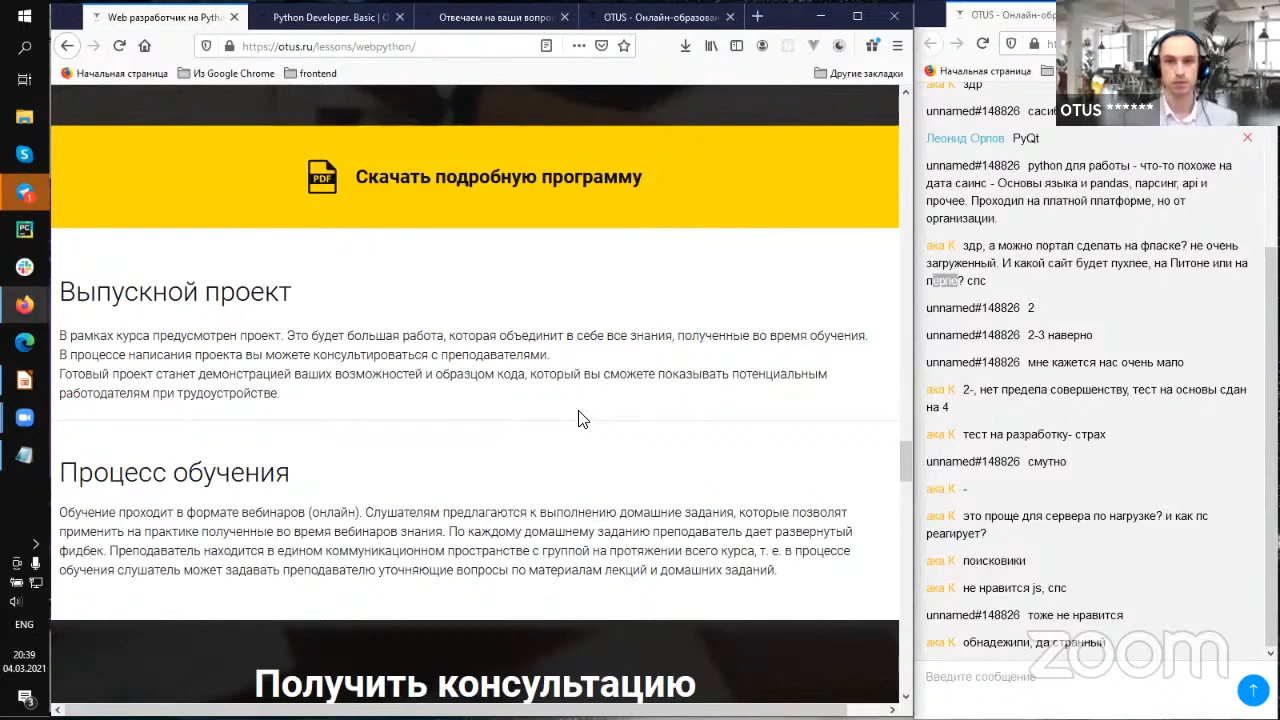 Web разработчик на Pytho
Python Developer. Basic | О
Отвечаем на ваши вопро
OTUS - Онлайн-образова
OTUS - Онлайн-обр
https://otus.ru/lessons/webpython/
Начальная страница
Из Google Chrome
frontend
Другие закладки
Начальная страница
OTUS ******
PDF
Скачать подробную программу
Выпускной проект
В рамках курса предусмотрен проект. Это будет большая работа, которая объединит в себе все знания, полученные во время обучения.
В процессе написания проекта вы можете консультироваться с преподавателями.
Готовый проект станет демонстрацией ваших возможностей и образцом кода, который вы сможете показывать потенциальным
работодателям при трудоустройстве.
Процесс обучения
Обучение проходит в формате вебинаров (онлайн). Слушателям предлагаются к выполнению домашние задания, которые позволят
применить на практике полученные во время вебинаров знания. По каждому домашнему заданию преподаватель дает развернутый
фидбек. Преподаватель находится в едином коммуникационном пространстве с группой на протяжении всего курса, т. е. в процессе
обучения слушатель может задавать преподавателю уточняющие вопросы по материалам лекций и домашних заданий.
Получить консультацию
ака К здр
unnamed#148826 сасиб
Леонид Орлов PyQt
unnamed#148826 python для работы - что-то похоже на
дата саинс - Основы языка и pandas, парсинг, api и
прочее. Проходил на платной платформе, но от
организации.
ака К здр, а можно портал сделать на фласке? не очень
загруженный. И какой сайт будет пухлее, на Питоне или на
перле? спс
unnamed#148826 2
unnamed#148826 2-3 наверно
unnamed#148826 мне кажется нас очень мало
ака К 2-, нет предела совершенству, тест на основы сдан
на 4
ака К тест на разработку- страх
unnamed#148826 смутно
ака К -
ака К это проще для сервера по нагрузке? и как пс
реагирует?
ака К поисковики
ака К не нравится js, спс
unnamed#148826 тоже не нравится
ака К обнадежили, да странный
Введите сообщение
zoom
ENG
20:39
04.03.2021
3